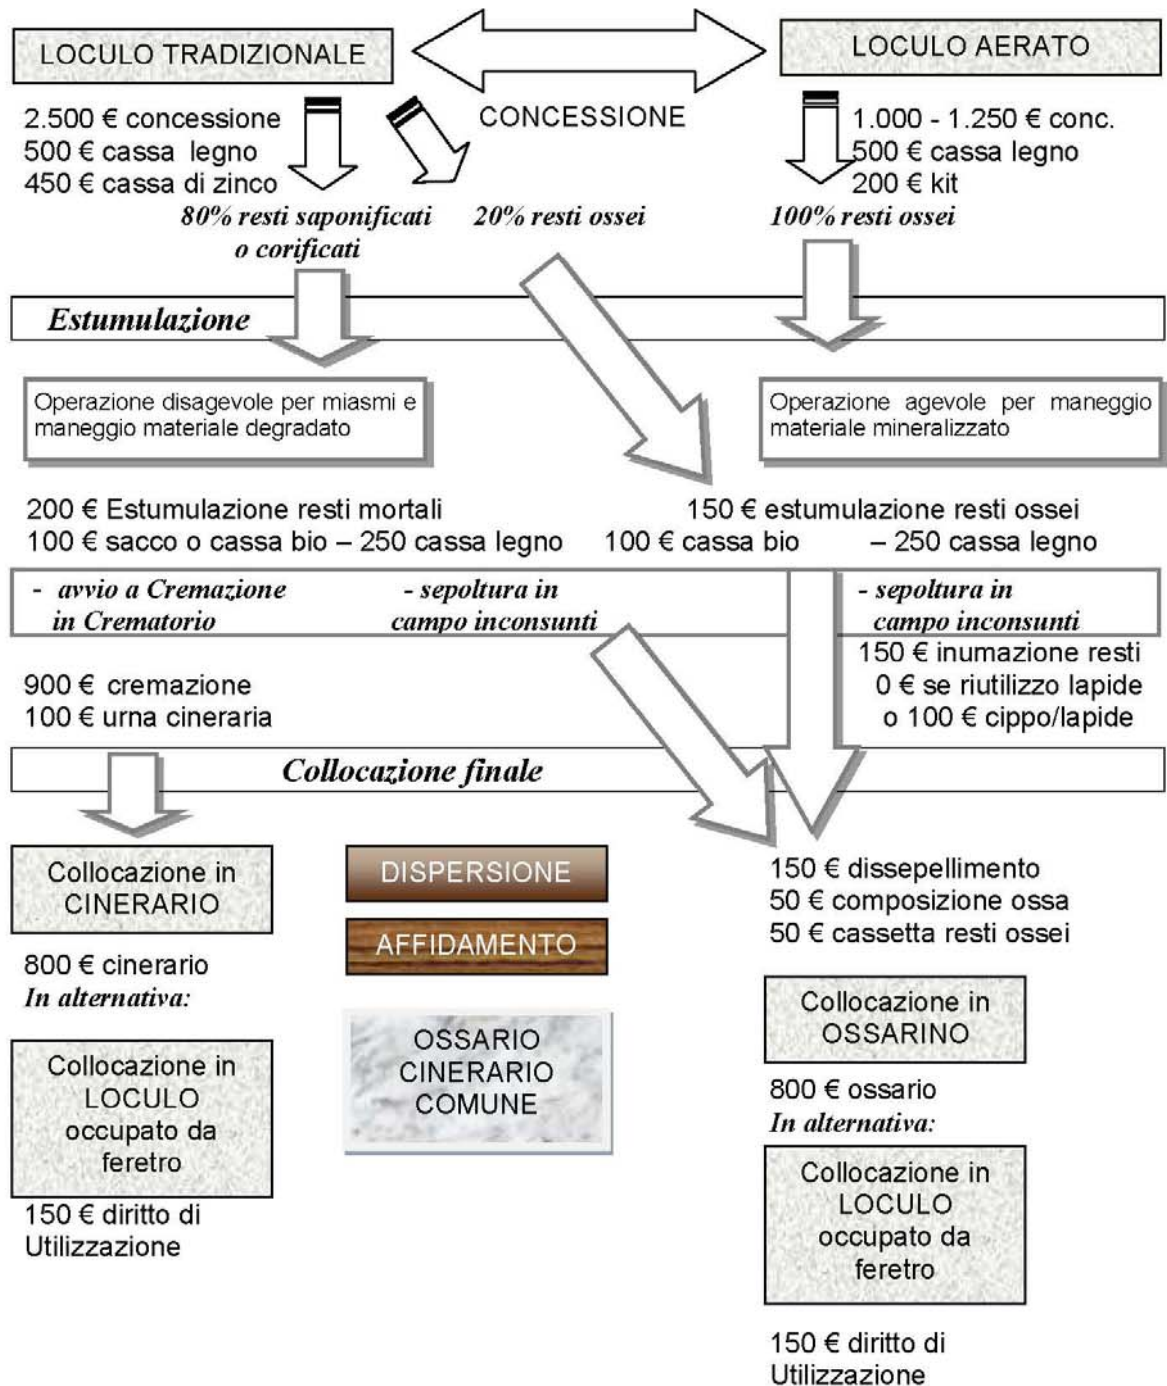 LOCULO TRADIZIONALE
LOCULO AERATO
CONCESSIONE
2.500 € concessione
500 € cassa legno
450 € cassa di zinco
1.000 - 1.250 € conc.
500 € cassa legno
200 € kit
80% resti saponificati
o corificati
20% resti ossei
100% resti ossei
Estumulazione
Operazione disagevole per miasmi e
maneggio materiale degradato
Operazione agevole per maneggio
materiale mineralizzato
200 € Estumulazione resti mortali
100 € sacco o cassa bio – 250 cassa legno
150 € estumulazione resti ossei
100 € cassa bio – 250 cassa legno
- avvio a Cremazione
in Crematorio
- sepoltura in
campo inconsunti
- sepoltura in
campo inconsunti
900 € cremazione
100 € urna cineraria
150 € inumazione resti
0 € se riutilizzo lapide
o 100 € cippo/lapide
Collocazione finale
Collocazione in
CINERARIO
800 € cinerario
In alternativa:
Collocazione in
LOCULO
occupato da
feretro
150 € diritto di
Utilizzazione
DISPERSIONE
AFFIDAMENTO
OSSARIO
CINERARIO
COMUNE
150 € dissepellimento
50 € composizione ossa
50 € cassetta resti ossei
Collocazione in
OSSARINO
800 € ossario
In alternativa:
Collocazione in
LOCULO
occupato da
feretro
150 € diritto di
Utilizzazione